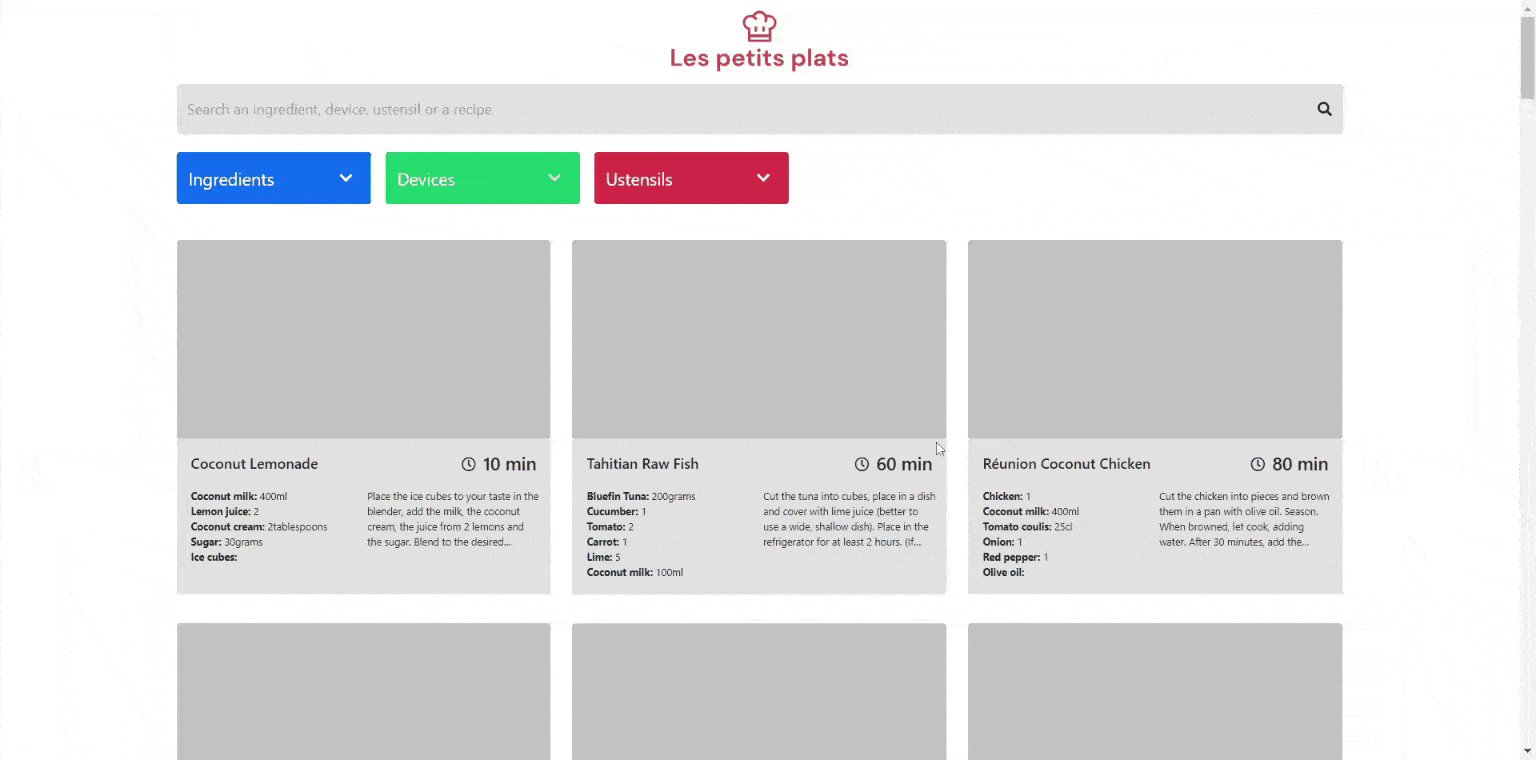 Les petits plats
Search an ingredient, device, ustensil or a recipe
Ingredients
Devices
Ustensils
Coconut Lemonade
10 min
Coconut milk: 400ml
Lemon juice: 2
Coconut cream: 2tablespoons
Sugar: 30grams
Ice cubes:
Place the ice cubes to your taste in the
blender, add the milk, the coconut
cream, the juice from 2 lemons and
the sugar. Blend to the desired...
Tahitian Raw Fish
60 min
Bluefin Tuna: 200grams
Cucumber: 1
Tomato: 2
Carrot: 1
Lime: 5
Coconut milk: 100ml
Cut the tuna into cubes, place in a dish
and cover with lime juice (better to
use a wide, shallow dish). Place in the
refrigerator for at least 2 hours. (If...
Réunion Coconut Chicken
80 min
Chicken: 1
Coconut milk: 400ml
Tomato coulis: 25cl
Onion: 1
Red pepper: 1
Olive oil:
Cut the chicken into pieces and brown
them in a pan with olive oil. Season.
When browned, let cook, adding
water. After 30 minutes, add the...